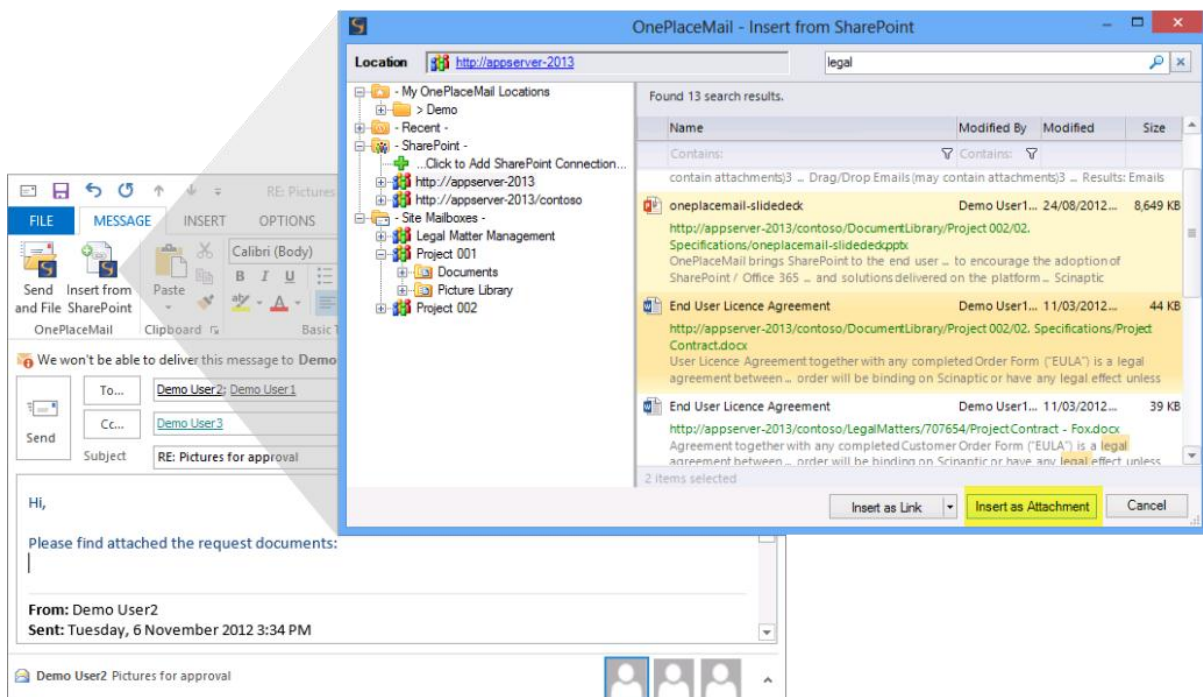 OnePlaceMail - Insert from SharePoint
Location http://appserver-2013 legal
- My OnePlaceMail Locations
> Demo
- Recent -
- SharePoint -
...Click to Add SharePoint Connection...
http://appserver-2013
http://appserver-2013/contoso
- Site Mailboxes -
Legal Matter Management
Project 001
Documents
Picture Library
Project 002
Found 13 search results.
Name Modified By Modified Size
Contains: Contains:
contain attachments)3 ... Drag/Drop Emails (may contain attachments)3 ... Results: Emails
oneplacemail-slidedeck Demo User1... 24/08/2012... 8,649 KB
http://appserver-2013/contoso/DocumentLibrary/Project 002/02.
Specifications/oneplacemail-slidedeck.pptx
OnePlaceMail brings SharePoint to the end user ... to encourage the adoption of
SharePoint / Office 365 ... and solutions delivered on the platform ... Scinaptic
End User Licence Agreement Demo User1... 11/03/2012... 44 KB
http://appserver-2013/contoso/DocumentLibrary/Project 002/02. Specifications/Project
Contract.docx
User Licence Agreement together with any completed Order Form ("EULA") is a legal
agreement between ... order will be binding on Scinaptic or have any legal effect unless
End User Licence Agreement Demo User1... 11/03/2012... 39 KB
http://appserver-2013/contoso/LegalMatters/707654/Project Contract - Fox.docx
Agreement together with any completed Customer Order Form ("EULA") is a legal
agreement between ... order will be binding on Scinaptic or have any legal effect unless
2 items selected
Insert as Link Insert as Attachment Cancel
RE: Pictures
FILE MESSAGE INSERT OPTIONS
Send and File
Insert from SharePoint
Paste
Calibri (Body)
B I U
OnePlaceMail Clipboard Basic T
We won't be able to deliver this message to Demo
Send
To... Demo User2; Demo User1
Cc... Demo User3
Subject RE: Pictures for approval
Hi,
Please find attached the request documents:
From: Demo User2
Sent: Tuesday, 6 November 2012 3:34 PM
Demo User2 Pictures for approval